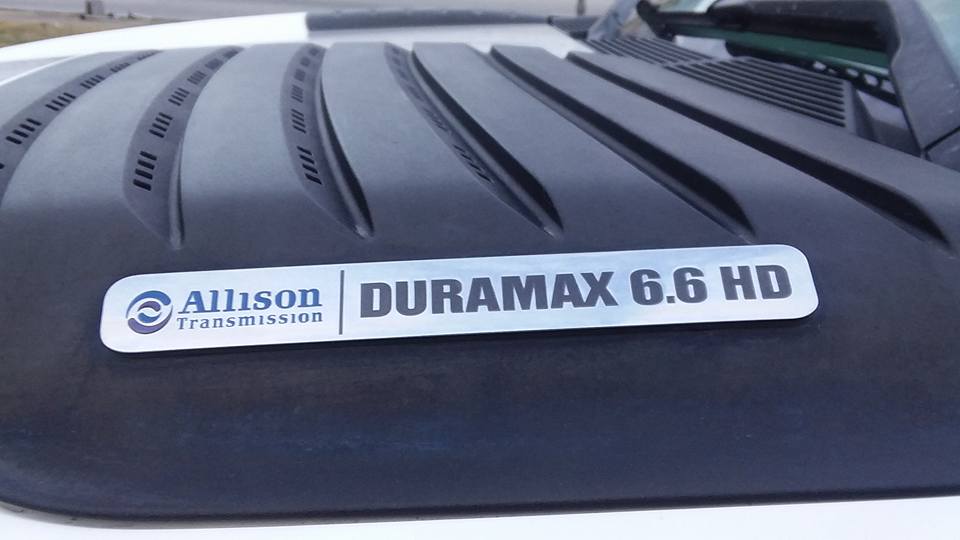 Allison
Transmission
DURAMAX 6.6 HD